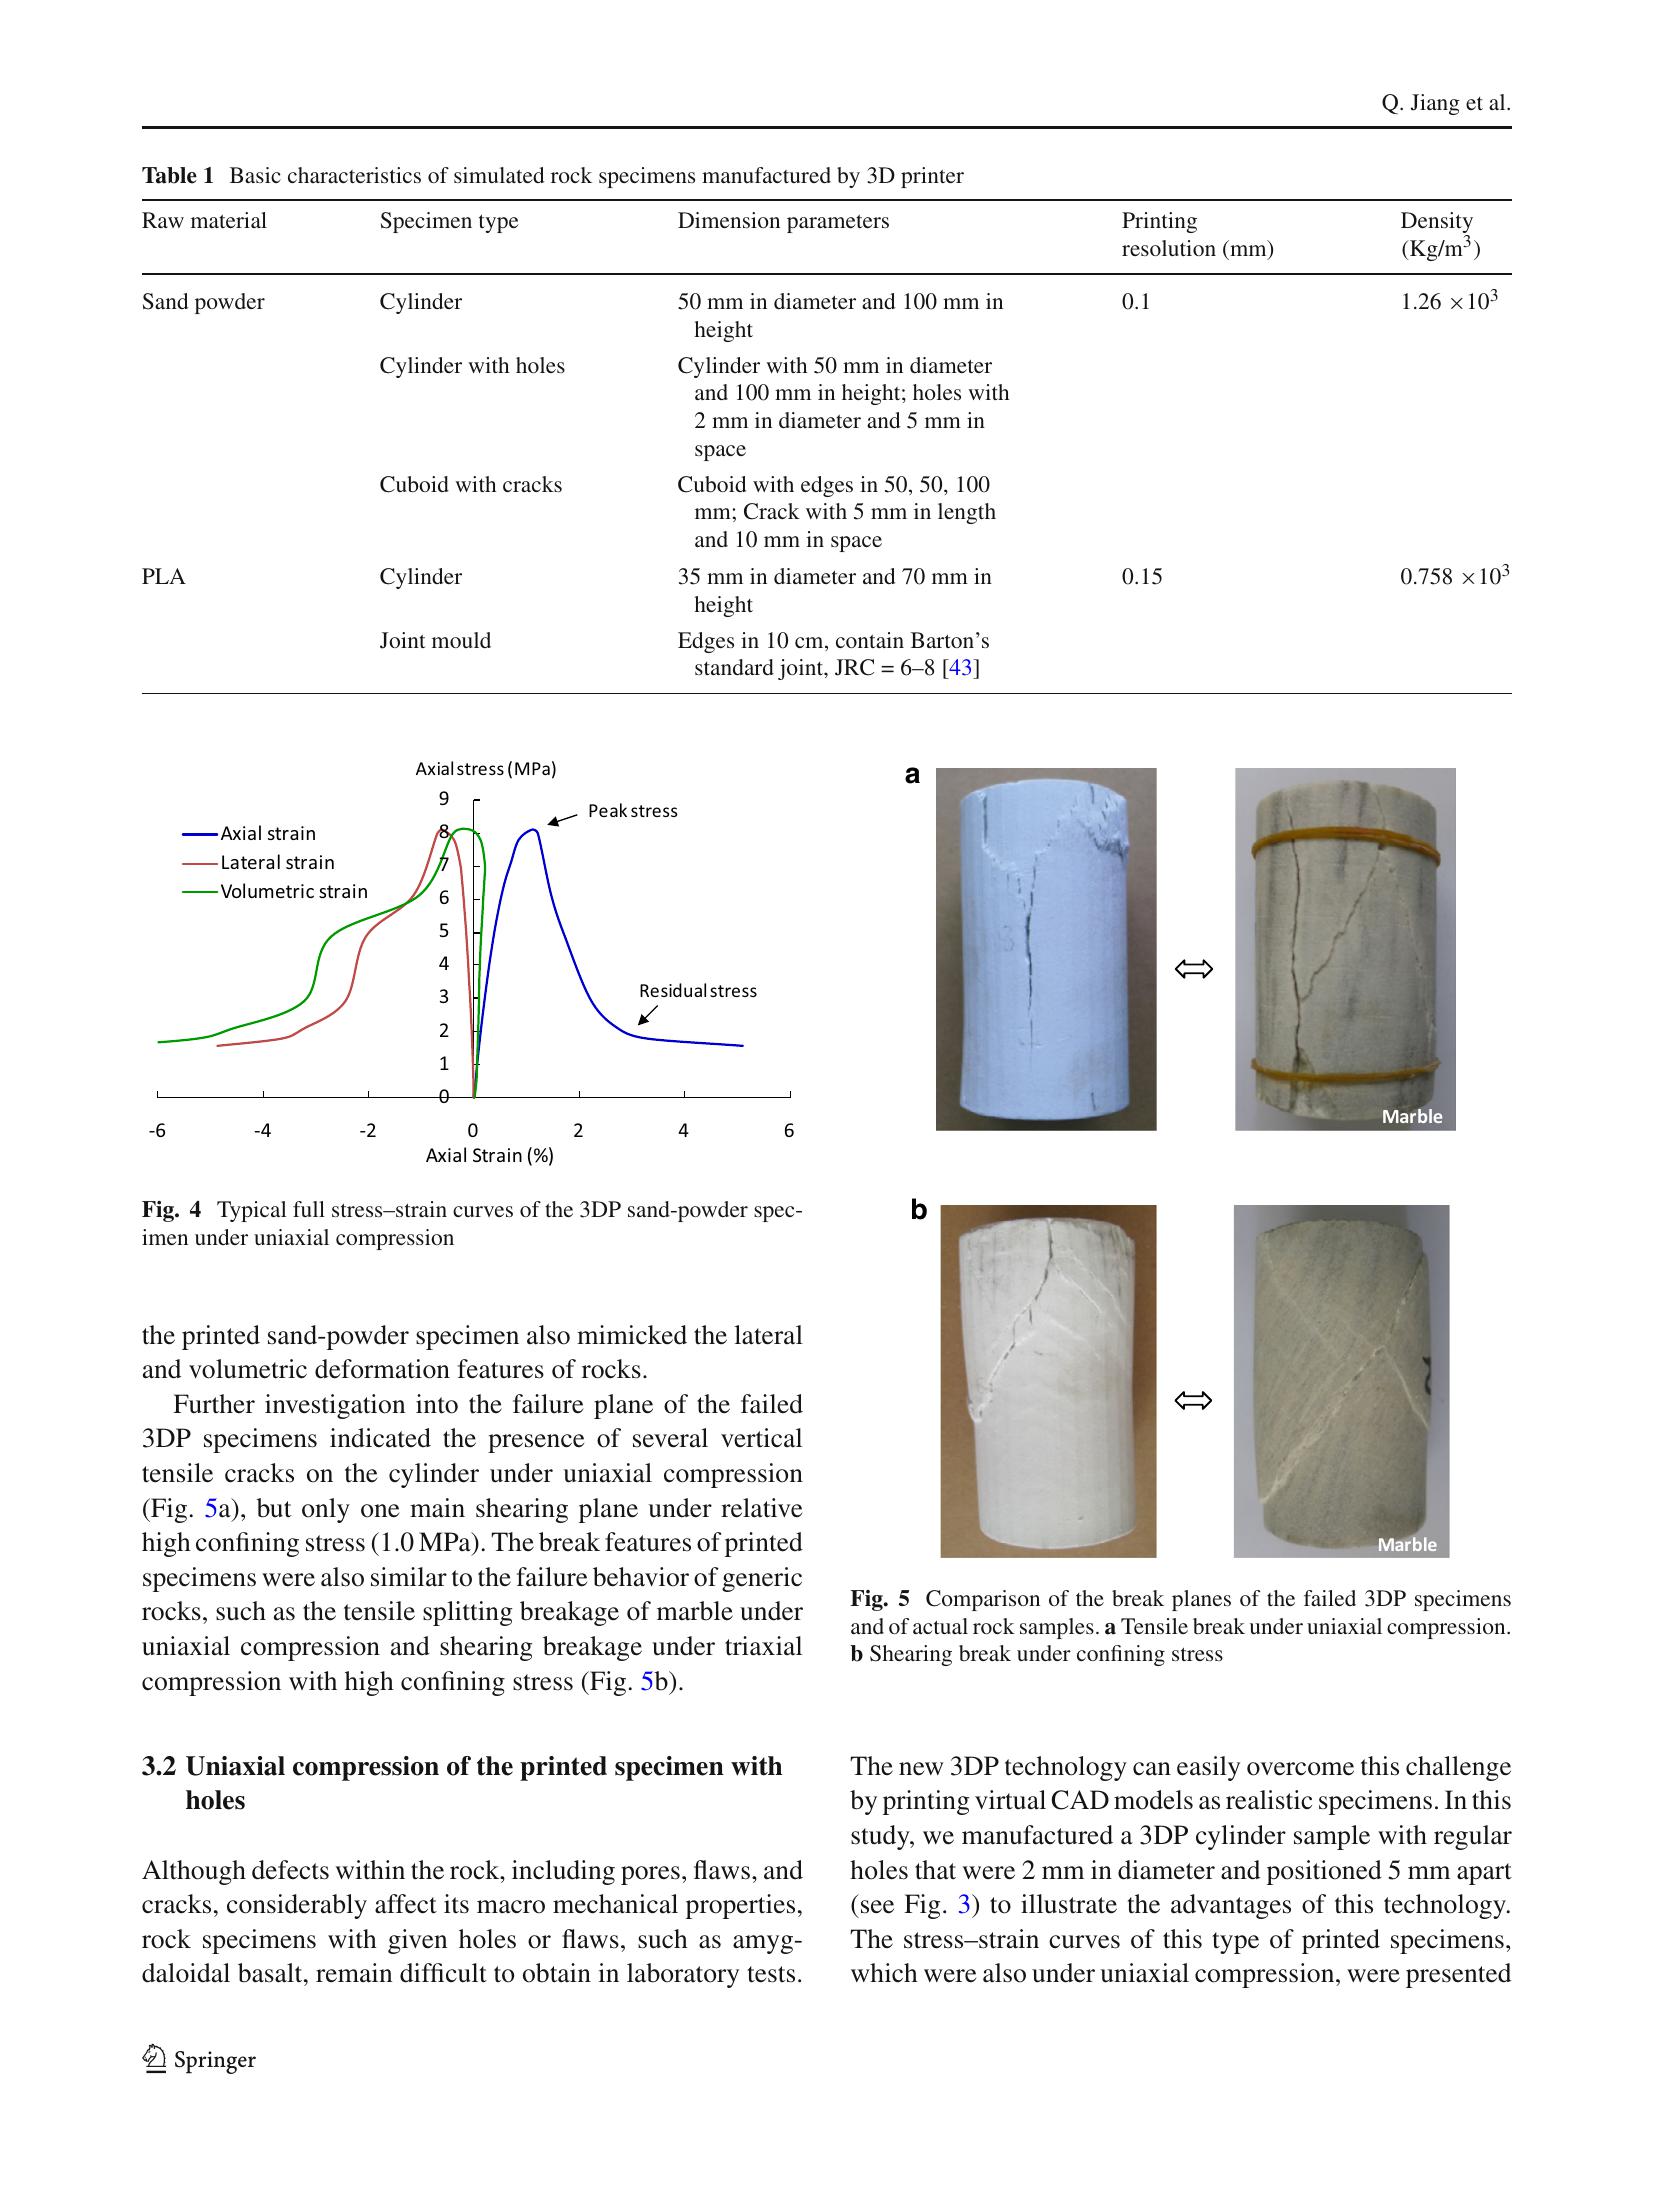 Q. Jiang et al.
Table 1 Basic characteristics of simulated rock specimens manufactured by 3D printer
Raw material Specimen type Dimension parameters Printing resolution (mm) Density (Kg/m³)
Sand powder Cylinder 50 mm in diameter and 100 mm in 0.1 1.26 ×10³
height
Cylinder with holes Cylinder with 50 mm in diameter
and 100 mm in height; holes with
2 mm in diameter and 5 mm in
space
Cuboid with cracks Cuboid with edges in 50, 50, 100
mm; Crack with 5 mm in length
and 10 mm in space
PLA Cylinder 35 mm in diameter and 70 mm in 0.15 0.758 ×10³
height
Joint mould Edges in 10 cm, contain Barton's
standard joint, JRC = 6–8 [43]
Axial stress (MPa)
9
8
7
6
5
4
3
2
1
0
Axial strain
Lateral strain
Volumetric strain
Peak stress
Residual stress
-6 -4 -2 0 2 4 6
Axial Strain (%)
Fig. 4 Typical full stress–strain curves of the 3DP sand-powder spec-
imen under uniaxial compression
the printed sand-powder specimen also mimicked the lateral
and volumetric deformation features of rocks.
Further investigation into the failure plane of the failed
3DP specimens indicated the presence of several vertical
tensile cracks on the cylinder under uniaxial compression
(Fig. 5a), but only one main shearing plane under relative
high confining stress (1.0 MPa). The break features of printed
specimens were also similar to the failure behavior of generic
rocks, such as the tensile splitting breakage of marble under
uniaxial compression and shearing breakage under triaxial
compression with high confining stress (Fig. 5b).
3.2 Uniaxial compression of the printed specimen with
holes
Although defects within the rock, including pores, flaws, and
cracks, considerably affect its macro mechanical properties,
rock specimens with given holes or flaws, such as amyg-
daloidal basalt, remain difficult to obtain in laboratory tests.
a
Marble
b
Marble
Fig. 5 Comparison of the break planes of the failed 3DP specimens
and of actual rock samples. a Tensile break under uniaxial compression.
b Shearing break under confining stress
The new 3DP technology can easily overcome this challenge
by printing virtual CAD models as realistic specimens. In this
study, we manufactured a 3DP cylinder sample with regular
holes that were 2 mm in diameter and positioned 5 mm apart
(see Fig. 3) to illustrate the advantages of this technology.
The stress–strain curves of this type of printed specimens,
which were also under uniaxial compression, were presented
Springer